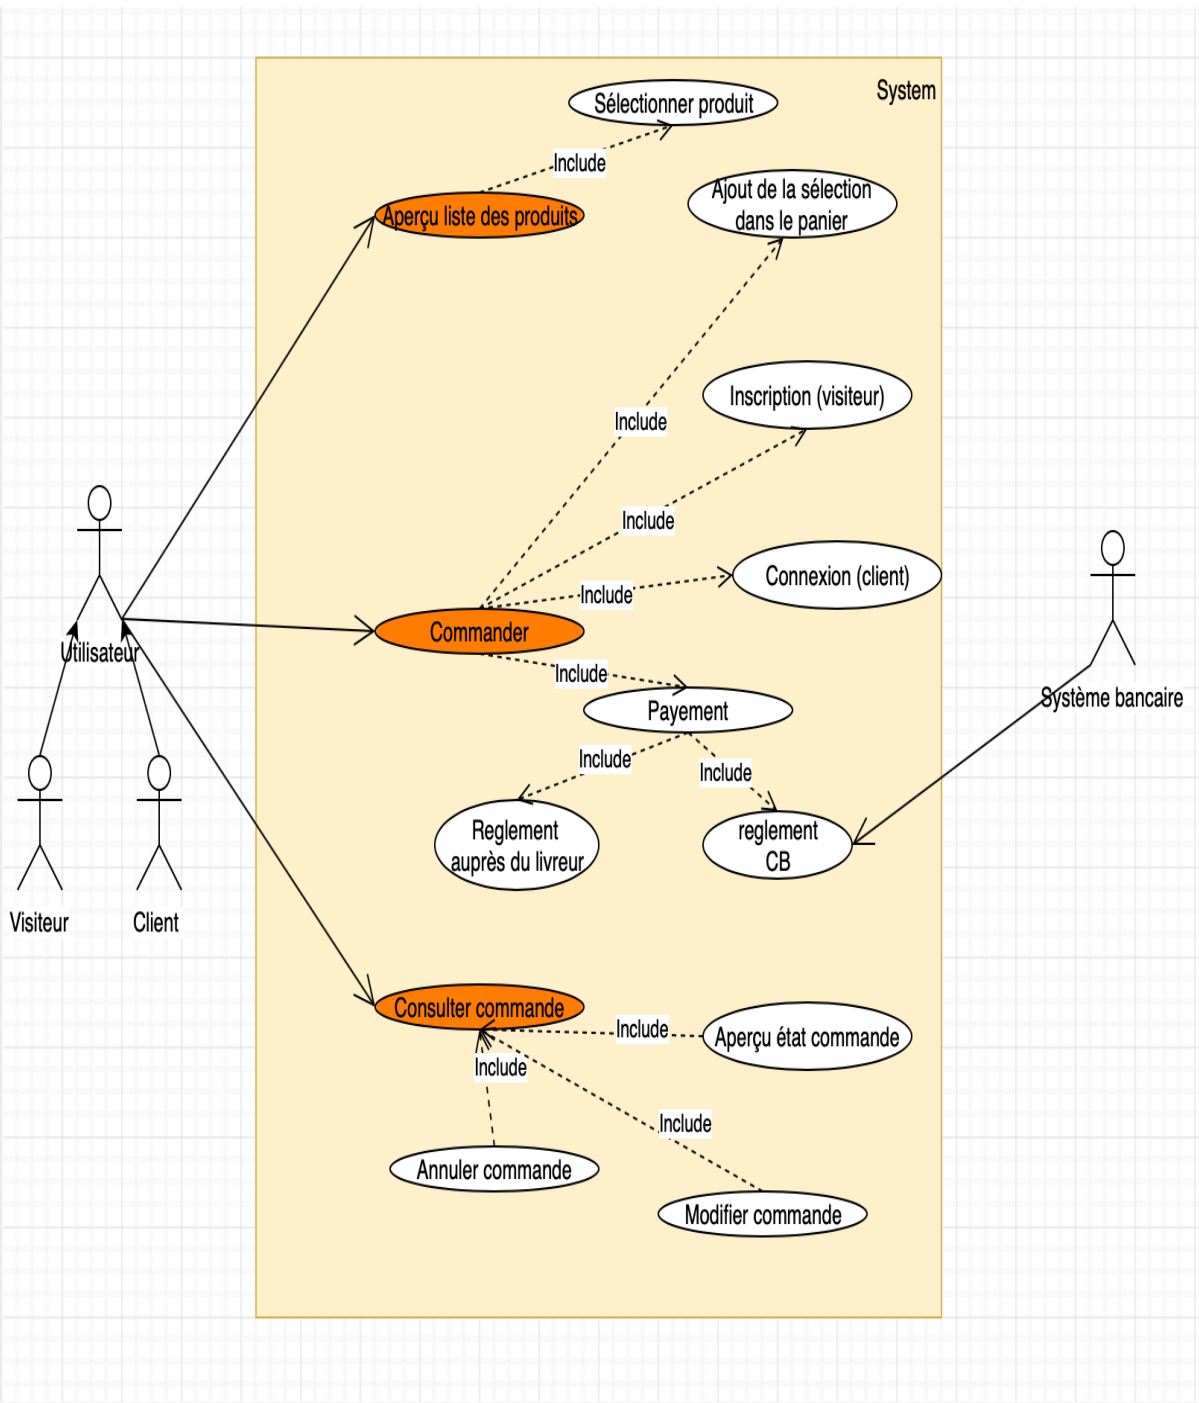 System
Sélectionner produit
Include
Aperçu liste des produits
Ajout de la sélection
dans le panier
Inscription (visiteur)
Include
Include
Connexion (client)
Include
Commander
Utilisateur
Include
Système bancaire
Payement
Include
Include
Reglement
auprès du livreur
reglement
CB
Visiteur
Client
Consulter commande
Include
Aperçu état commande
Include
Include
Annuler commande
Modifier commande